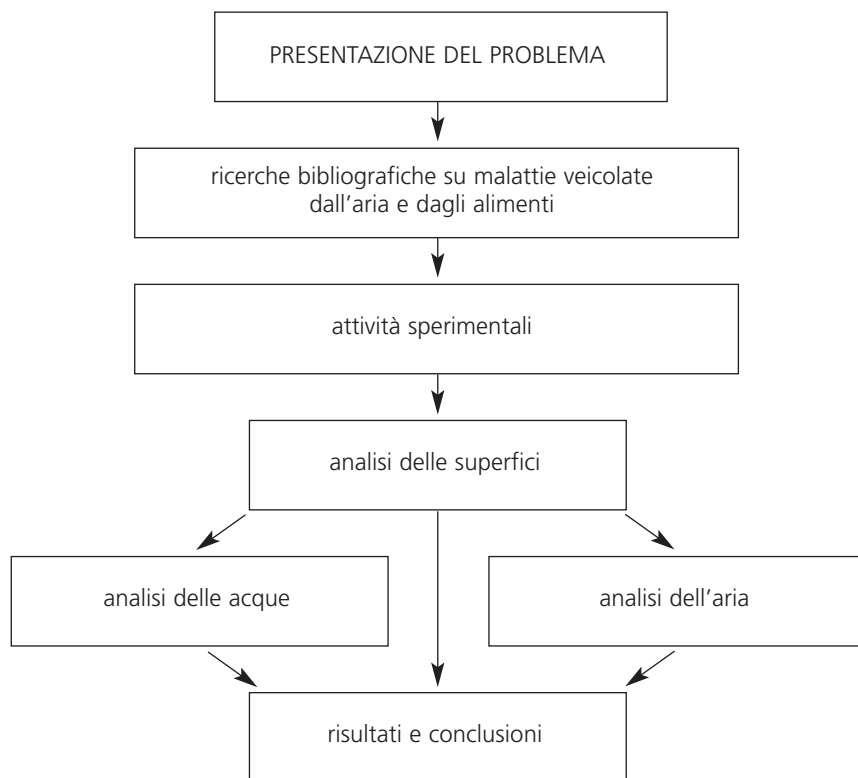 PRESENTAZIONE DEL PROBLEMA
ricerche bibliografiche su malattie veicolate
dall’aria e dagli alimenti
attività sperimentali
analisi delle superfici
analisi delle acque
analisi dell’aria
risultati e conclusioni